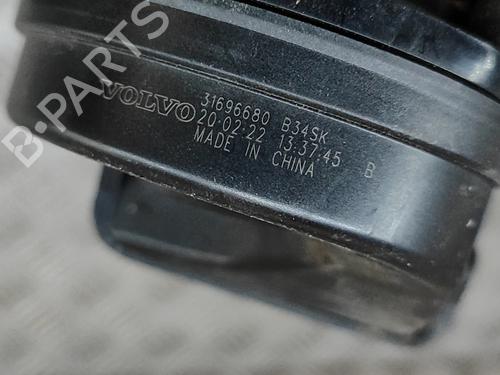 B-PARTS
VOLVO 31696680 B34SK
20-02-22 13:37:45 B
MADE IN CHINA